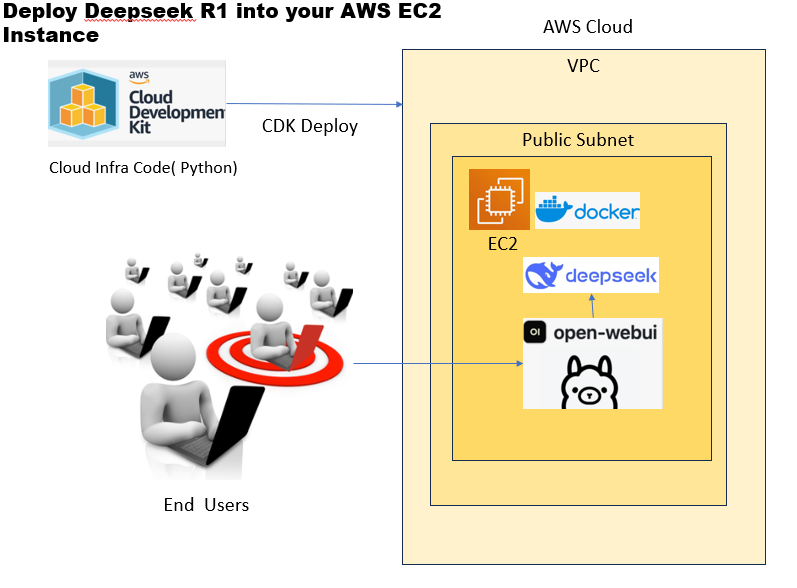 Deploy Deepseek R1 into your AWS EC2
Instance
AWS Cloud
VPC
aws
Cloud
Development
Kit
CDK Deploy
Cloud Infra Code( Python)
Public Subnet
docker
EC2
deepseek
OI open-webui
End Users